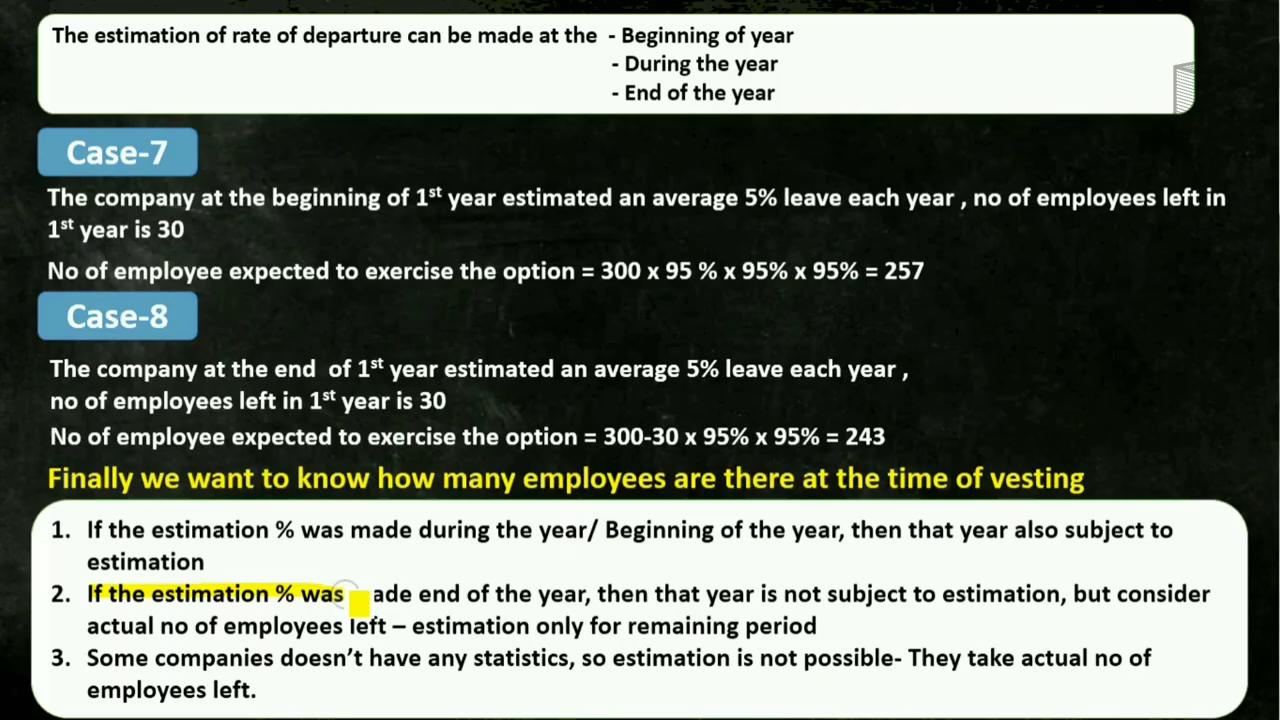 The estimation of rate of departure can be made at the - Beginning of year
- During the year
- End of the year
Case-7
The company at the beginning of 1st year estimated an average 5% leave each year , no of employees left in
1st year is 30
No of employee expected to exercise the option = 300 x 95 % x 95% x 95% = 257
Case-8
The company at the end of 1st year estimated an average 5% leave each year ,
no of employees left in 1st year is 30
No of employee expected to exercise the option = 300-30 x 95% x 95% = 243
Finally we want to know how many employees are there at the time of vesting
1. If the estimation % was made during the year/ Beginning of the year, then that year also subject to
estimation
2. If the estimation % was ade end of the year, then that year is not subject to estimation, but consider
actual no of employees left – estimation only for remaining period
3. Some companies doesn't have any statistics, so estimation is not possible- They take actual no of
employees left.